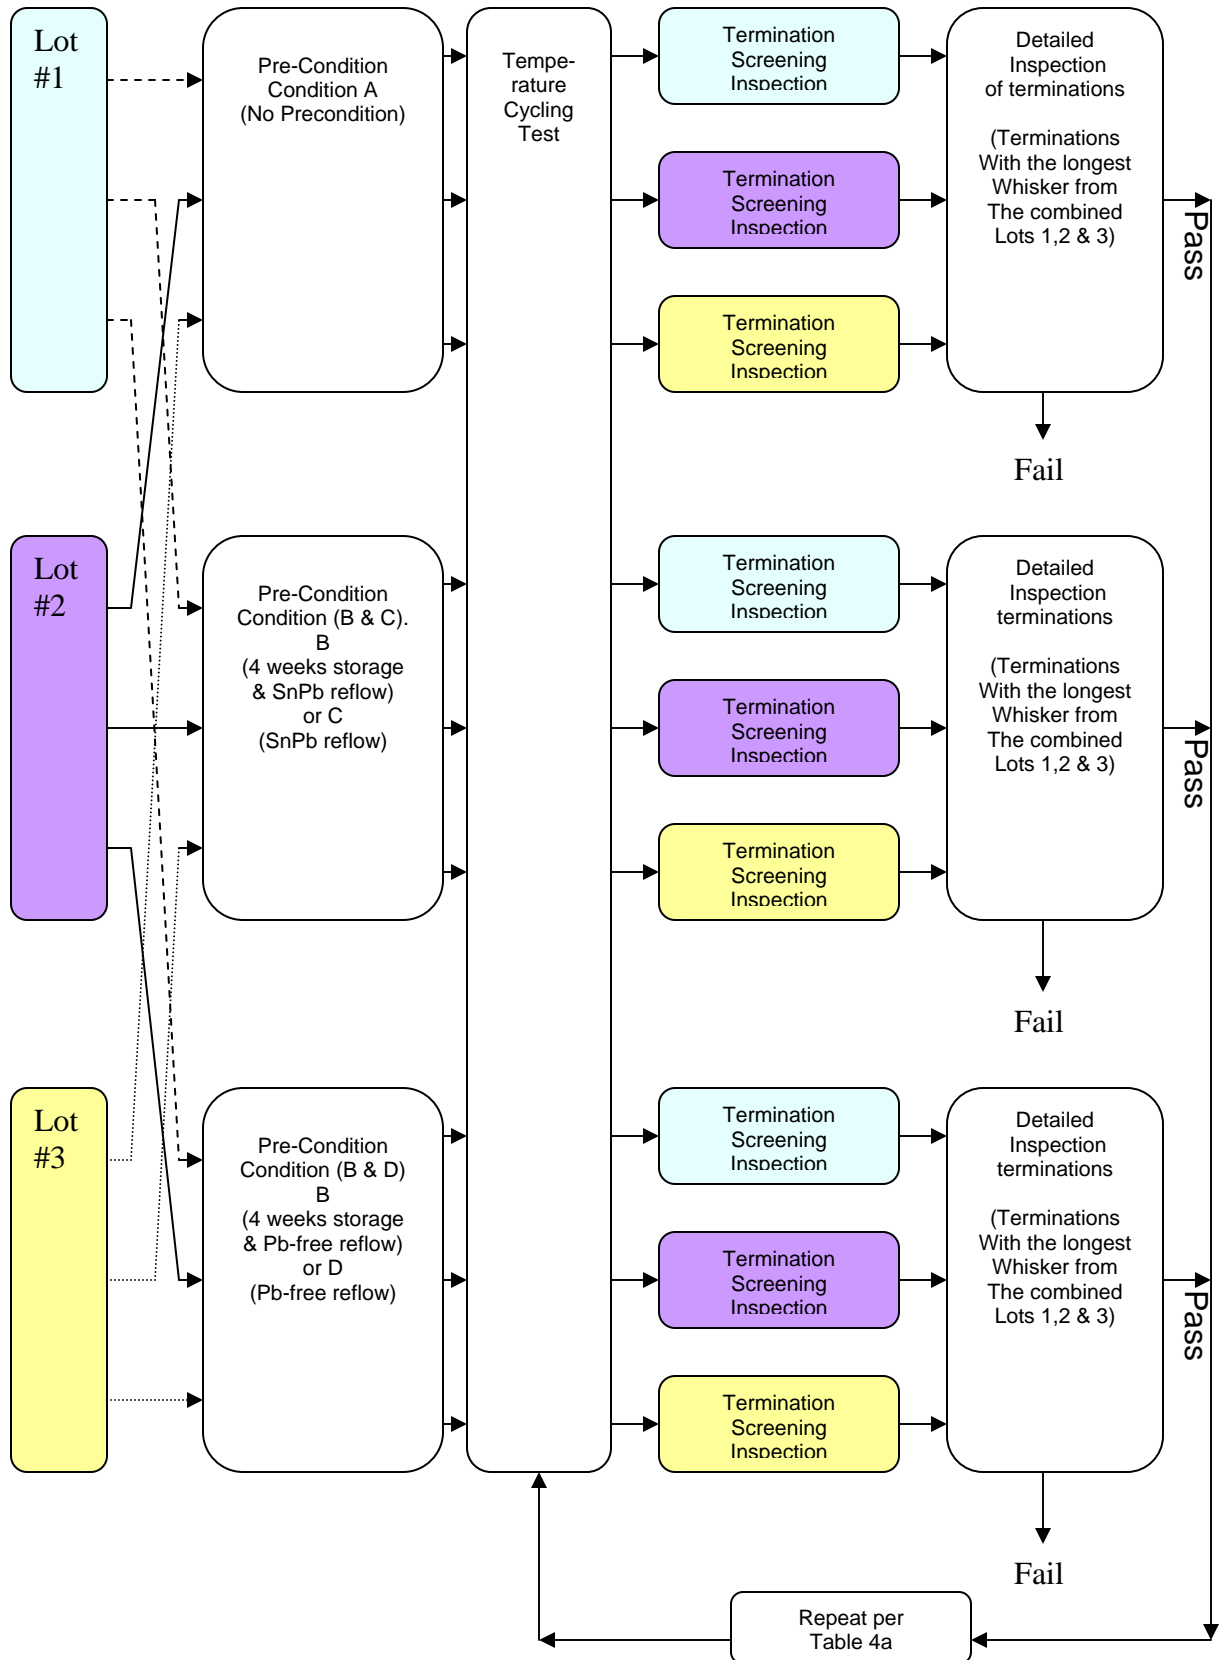 Lot
#1
Pre-Condition
Condition A
(No Precondition)
Tempe-
rature
Cycling
Test
Termination
Screening
Inspection
Termination
Screening
Inspection
Termination
Screening
Inspection
Detailed
Inspection
of terminations
(Terminations
With the longest
Whisker from
The combined
Lots 1,2 & 3)
Pass
Fail
Lot
#2
Pre-Condition
Condition (B & C).
B
(4 weeks storage
& SnPb reflow)
or C
(SnPb reflow)
Termination
Screening
Inspection
Termination
Screening
Inspection
Termination
Screening
Inspection
Detailed
Inspection
terminations
(Terminations
With the longest
Whisker from
The combined
Lots 1,2 & 3)
Pass
Fail
Lot
#3
Pre-Condition
Condition (B & D)
B
(4 weeks storage
& Pb-free reflow)
or D
(Pb-free reflow)
Termination
Screening
Inspection
Termination
Screening
Inspection
Termination
Screening
Inspection
Detailed
Inspection
terminations
(Terminations
With the longest
Whisker from
The combined
Lots 1,2 & 3)
Pass
Fail
Repeat per
Table 4a